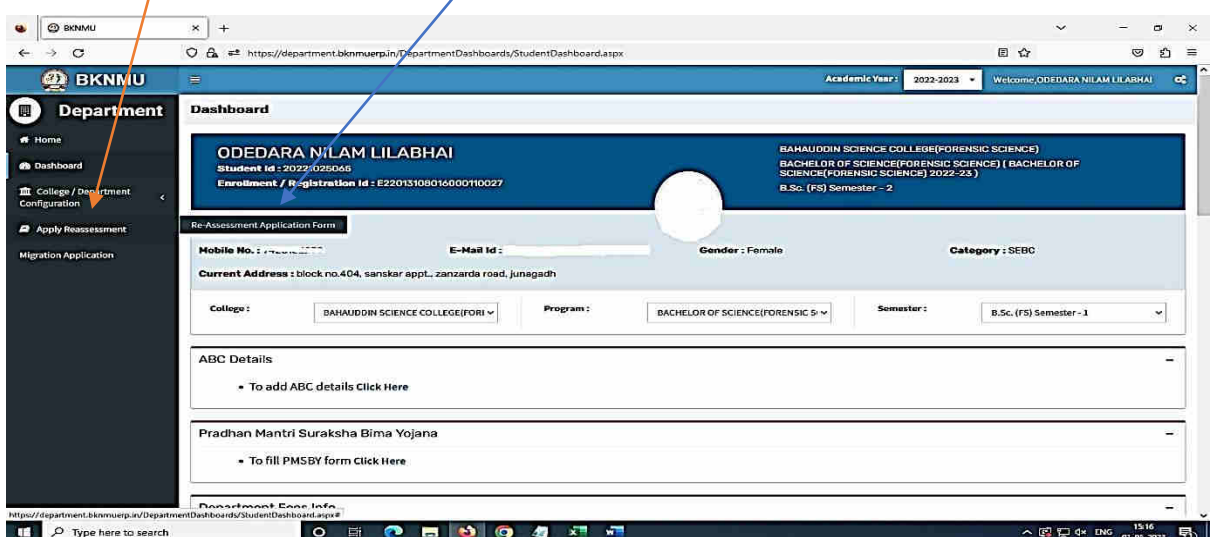 BKNMU
https://department.bknmuerp.in/DepartmentDashboards/StudentDashboard.aspx
BKNMU
Academic Year : 2022-2023 Welcome,ODEDARA NILAM LILABHAI
Department
Dashboard
Home
Dashboard
College / Department Configuration
Apply Reassessment
Migration Application
ODEDARA NILAM LILABHAI
Student Id : 2022025065
Enrollment / Registration Id : E22013108016000110027
BAHAUDDIN SCIENCE COLLEGE(FORENSIC SCIENCE)
BACHELOR OF SCIENCE(FORENSIC SCIENCE) ( BACHELOR OF
SCIENCE(FORENSIC SCIENCE) 2022-23 )
B.Sc. (FS) Semester - 2
Re-Assessment Application Form
Mobile No. : E-Mail Id : Gender : Female Category : SEBC
Current Address : block no.404, sanskar appt., zanzarda road, junagadh
College : BAHAUDDIN SCIENCE COLLEGE(FORI Program : BACHELOR OF SCIENCE(FORENSIC S Semester : B.Sc. (FS) Semester - 1
ABC Details
• To add ABC details Click Here
Pradhan Mantri Suraksha Bima Yojana
• To fill PMSBY form Click Here
Department Fees Info
https://department.bknmuerp.in/DepartmentDashboards/StudentDashboard.aspx#
Type here to search
ENG 15:16